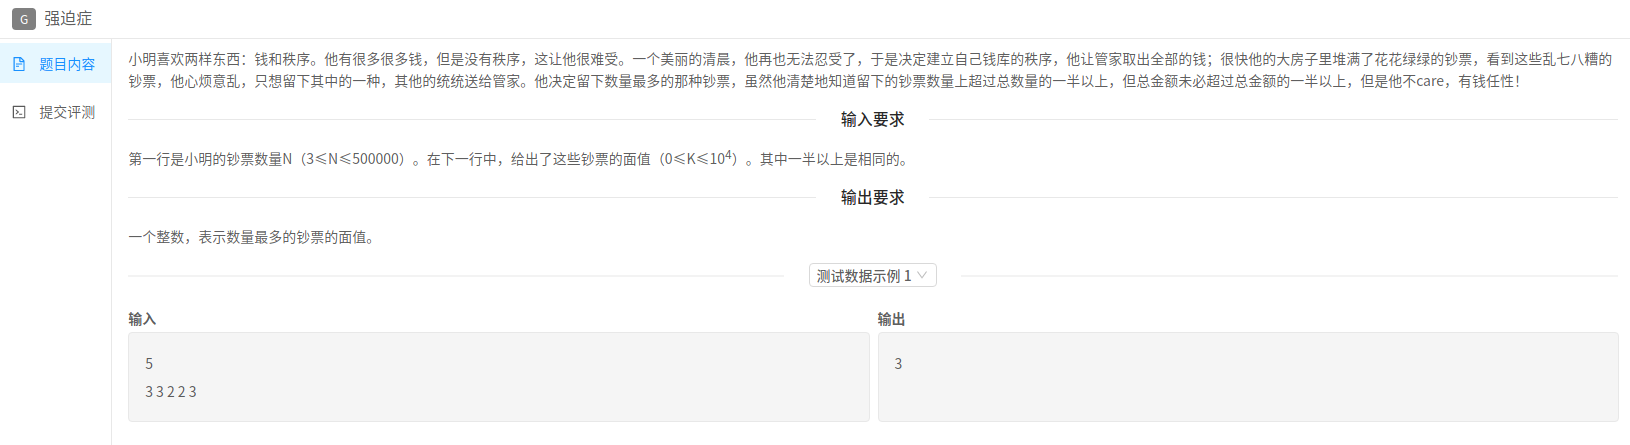 G 强迫症
题目内容
提交评测
小明喜欢两样东西：钱和秩序。他有很多很多钱，但是没有秩序，这让他很难受。一个美丽的清晨，他再也无法忍受了，于是决定建立自己钱库的秩序，他让管家取出全部的钱；很快他的大房子里堆满了花花绿绿的钞票，看到这些乱七八糟的
钞票，他心烦意乱，只想留下其中的一种，其他的统统送给管家。他决定留下数量最多的那种钞票，虽然他清楚地知道留下的钞票数量上超过总数量的一半以上，但总金额未必超过总金额的一半以上，但是他不care，有钱任性！
输入要求
第一行是小明的钞票数量N（3≤N≤500000）。在下一行中，给出了这些钞票的面值（0≤K≤10⁴）。其中一半以上是相同的。
输出要求
一个整数，表示数量最多的钞票的面值。
测试数据示例 1
输入
5
3 3 2 2 3
输出
3